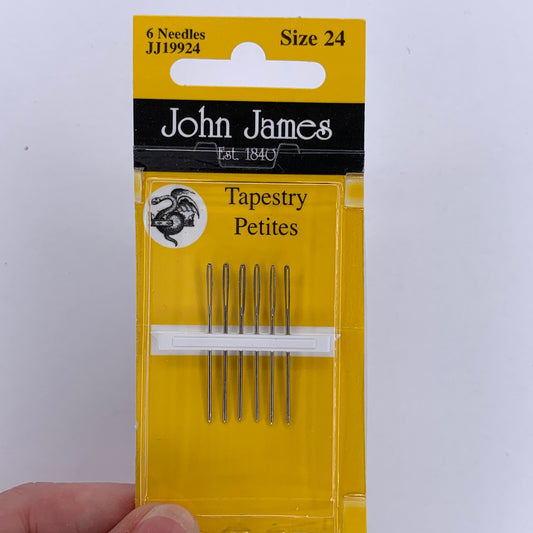 6 Needles
JJ19924
Size 24
John James
Est. 1840
Tapestry
Petites